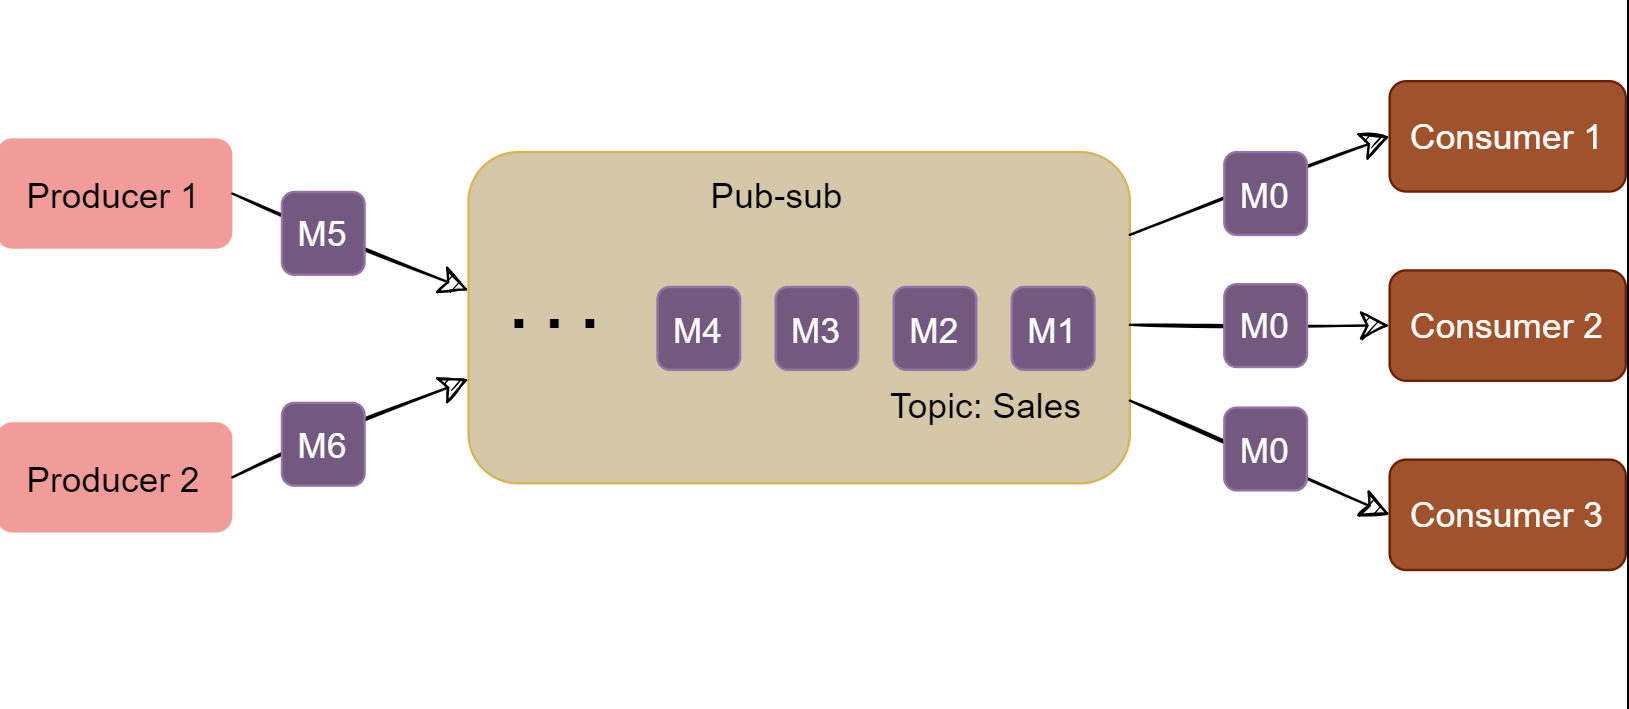 Producer 1
M5
Producer 2
M6
Pub-sub
. . .
M4 M3 M2 M1
Topic: Sales
M0
Consumer 1
M0
Consumer 2
M0
Consumer 3